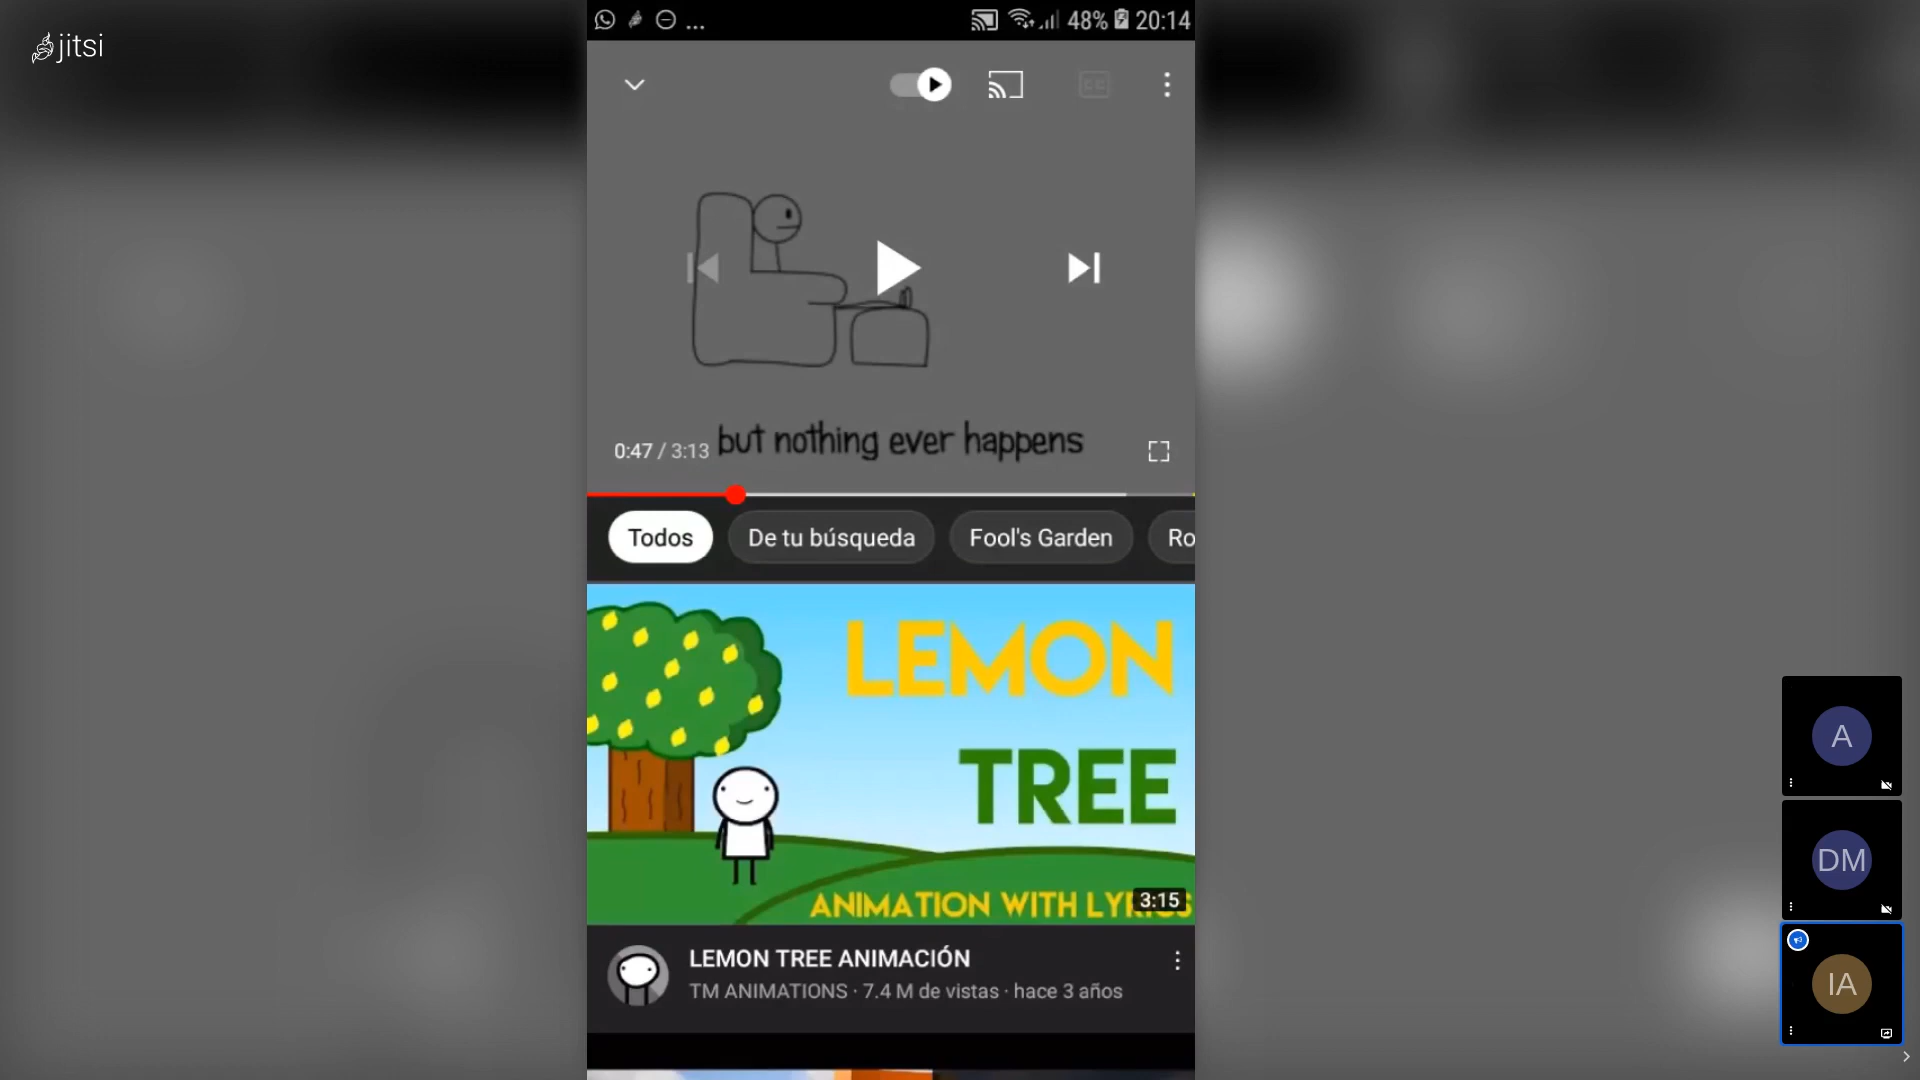 jitsi
... 48% 20:14
but nothing ever happens
0:47 / 3:13
Todos De tu búsqueda Fool's Garden Ro
LEMON
TREE
ANIMATION WITH LYRICS
3:15
LEMON TREE ANIMACIÓN
TM ANIMATIONS · 7.4 M de vistas · hace 3 años
A
DM
IA